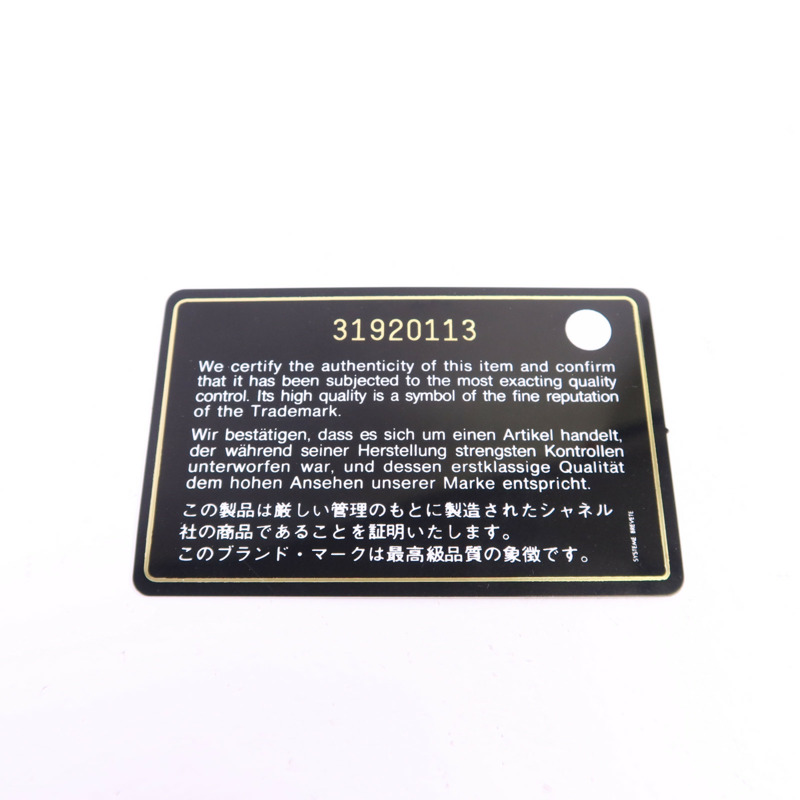 31920113
We certify the authenticity of this item and confirm
that it has been subjected to the most exacting quality
control. Its high quality is a symbol of the fine reputation
of the Trademark.
Wir bestätigen, dass es sich um einen Artikel handelt,
der während seiner Herstellung strengsten Kontrollen
unterworfen war, und dessen erstklassige Qualität
dem hohen Ansehen unserer Marke entspricht.
この製品は厳しい管理のもとに製造されたシャネル
社の商品であることを証明いたします。
このブランド・マークは最高級品質の象徴です。
SYSTEME BREVETE